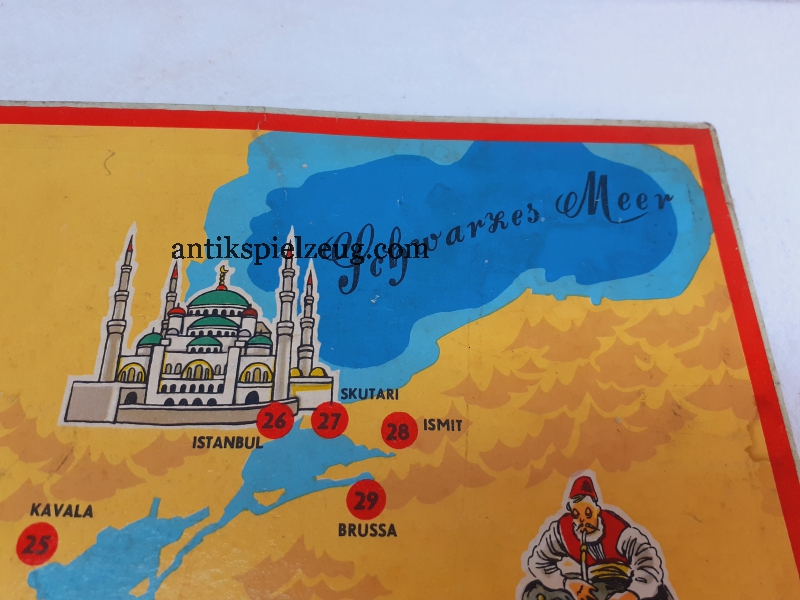 Schwarzes Meer
antikspielzeug.com
SKUTARI
26
27
28
ISMIT
ISTANBUL
29
KAVALA
BRUSSA
25